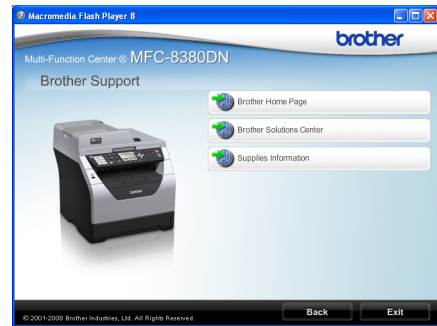 Macromedia Flash Player 8
brother
Multi-Function Center ® MFC-8380DN
Brother Support
Brother Home Page
Brother Solutions Center
Supplies Information
brother
© 2001-2008 Brother Industries, Ltd. All Rights Reserved.
Back
Exit